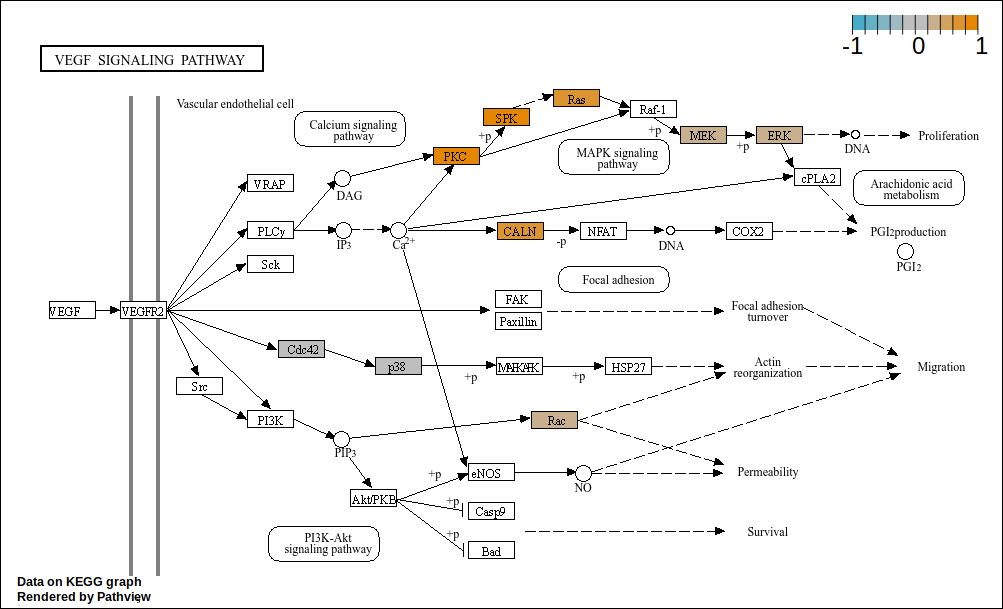 -1 0 1
VEGF SIGNALING PATHWAY
Vascular endothelial cell
Calcium signaling
pathway
Ras
SPK
Raf-1
+p
+p
MEK
+p
ERK
DNA
Proliferation
PKC
MAPK signaling
pathway
VRAP
DAG
cPLA2
Arachidonic acid
metabolism
PLCγ
IP3
Ca2+
CALN
-p
NFAT
DNA
COX2
PGI2production
PGI2
Sck
Focal adhesion
VEGF
VEGFR2
FAK
Paxillin
Focal adhesion
turnover
Cdc42
p38
+p
MAPKAPK
+p
HSP27
Actin
reorganization
Migration
Src
PI3K
Rac
PIP3
Akt/PKB
+p
eNOS
NO
Permeability
+p
Casp9
+p
Bad
Survival
PI3K-Akt
signaling pathway
Data on KEGG graph
Rendered by Pathview